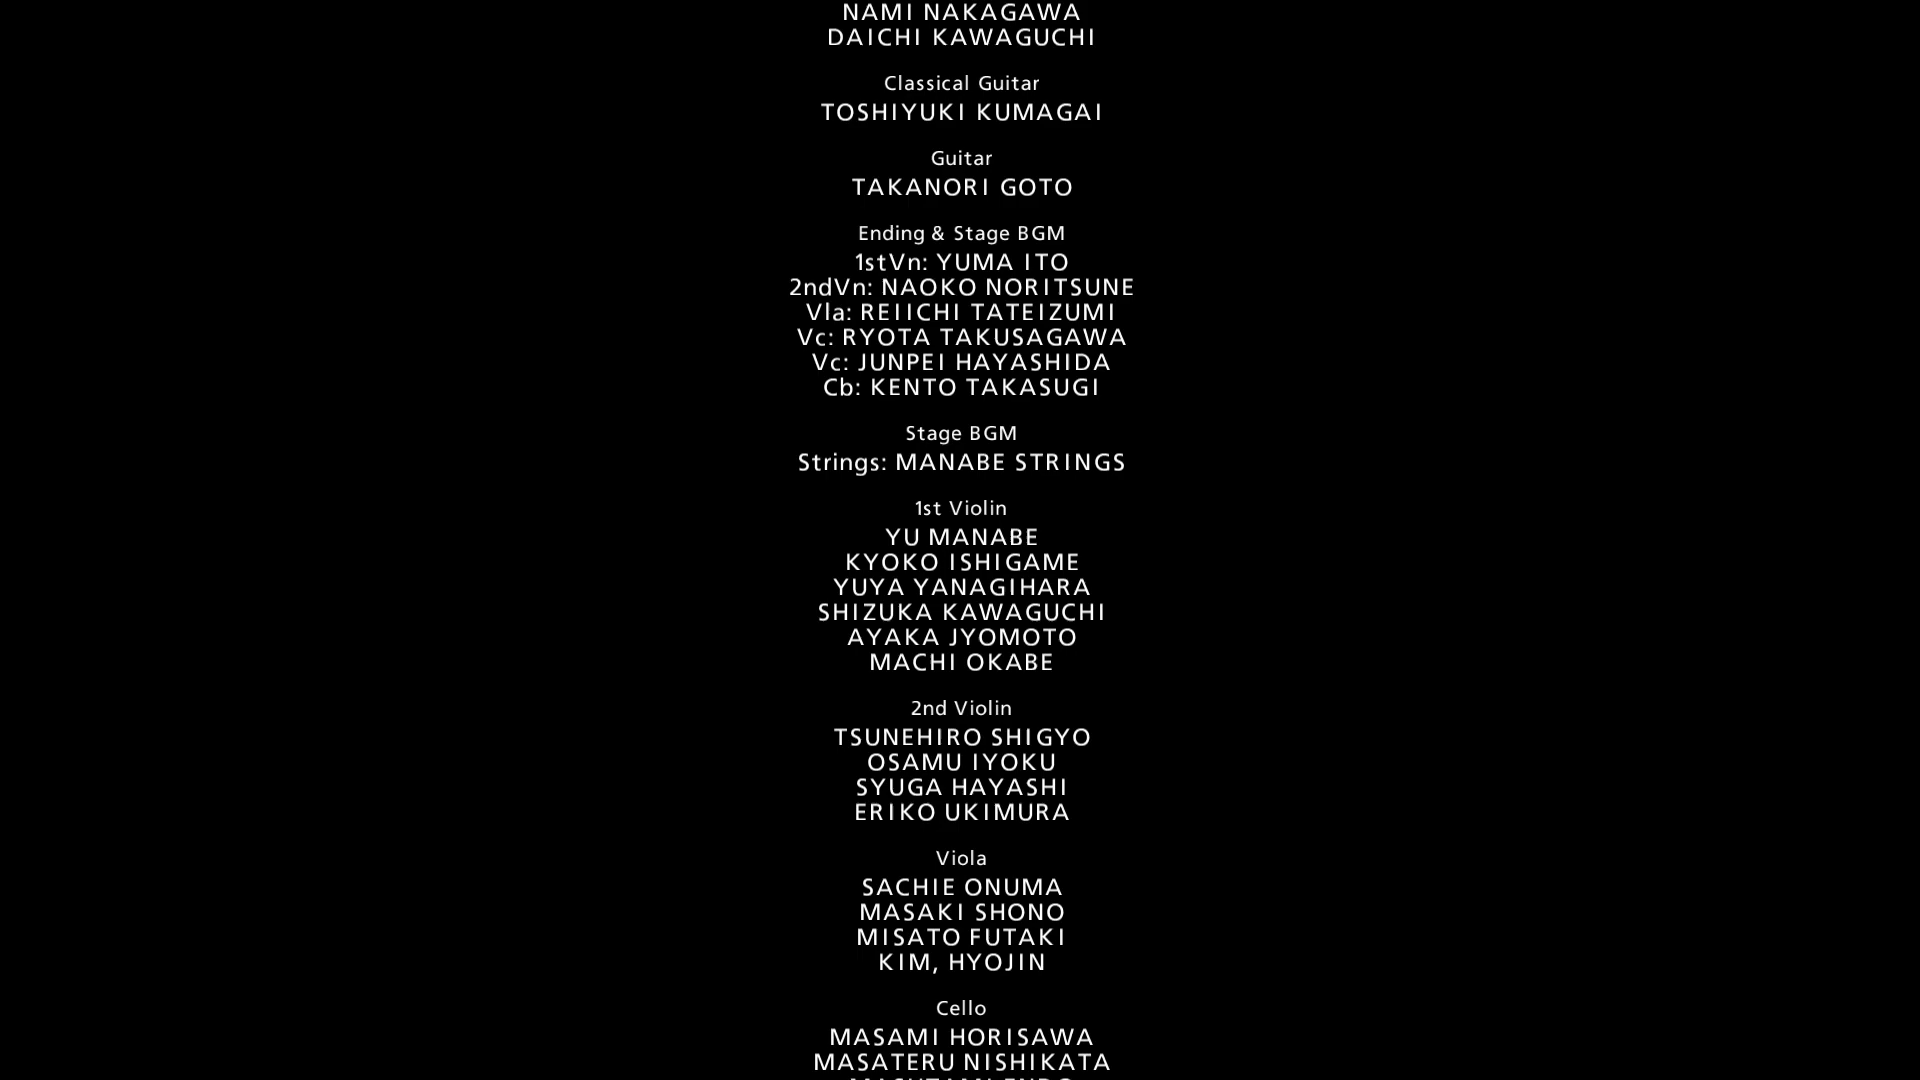 NAMI NAKAGAWA
DAICHI KAWAGUCHI
Classical Guitar
TOSHIYUKI KUMAGAI
Guitar
TAKANORI GOTO
Ending & Stage BGM
1stVn: YUMA ITO
2ndVn: NAOKO NORITSUNE
Vla: REIICHI TATEIZUMI
Vc: RYOTA TAKUSAGAWA
Vc: JUNPEI HAYASHIDA
Cb: KENTO TAKASUGI
Stage BGM
Strings: MANABE STRINGS
1st Violin
YU MANABE
KYOKO ISHIGAME
YUYA YANAGIHARA
SHIZUKA KAWAGUCHI
AYAKA JYOMOTO
MACHI OKABE
2nd Violin
TSUNEHIRO SHIGYO
OSAMU IYOKU
SYUGA HAYASHI
ERIKO UKIMURA
Viola
SACHIE ONUMA
MASAKI SHONO
MISATO FUTAKI
KIM, HYOJIN
Cello
MASAMI HORISAWA
MASATERU NISHIKATA